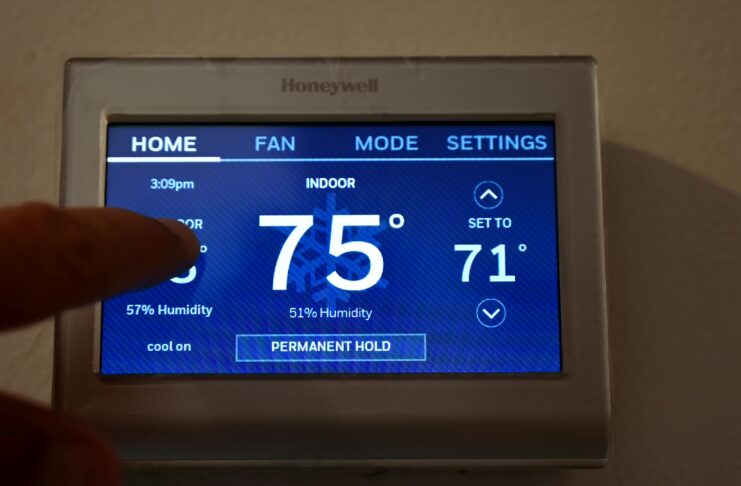 Honeywell
HOME FAN MODE SETTINGS
3:09pm
INDOOR
75°
51% Humidity
SET TO
71°
57% Humidity
cool on
PERMANENT HOLD